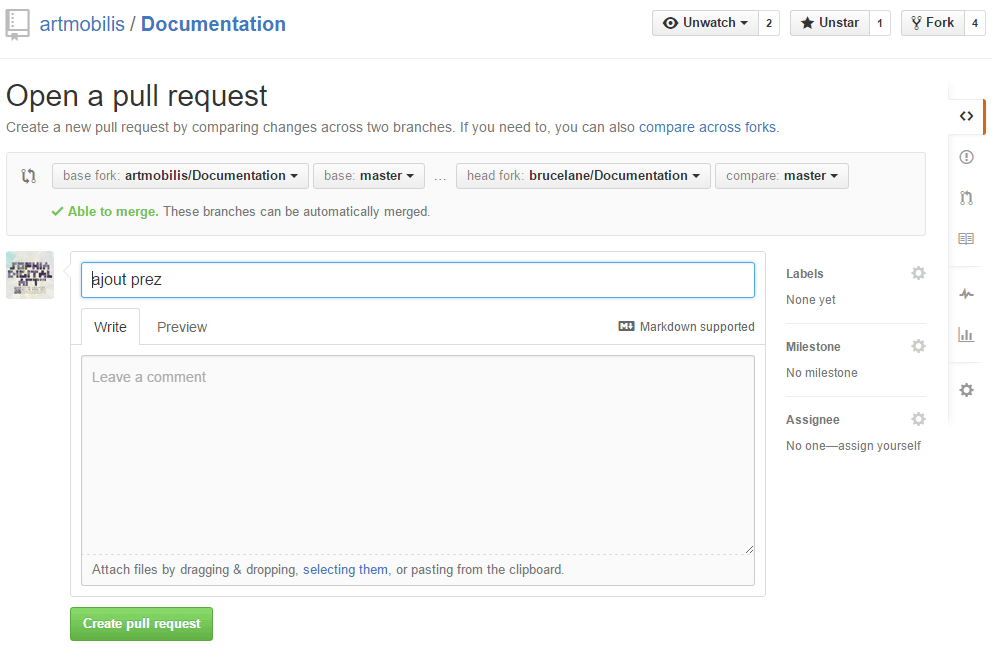 artmobilis / Documentation Unwatch 2 Unstar 1 Fork 4
Open a pull request
Create a new pull request by comparing changes across two branches. If you need to, you can also compare across forks.
base fork: artmobilis/Documentation base: master ... head fork: brucelane/Documentation compare: master
Able to merge. These branches can be automatically merged.
SOPHIA
DIGITAL
ART
ajout prez
Write Preview Markdown supported
Leave a comment
Attach files by dragging & dropping, selecting them, or pasting from the clipboard.
Create pull request
Labels
None yet
Milestone
No milestone
Assignee
No one—assign yourself